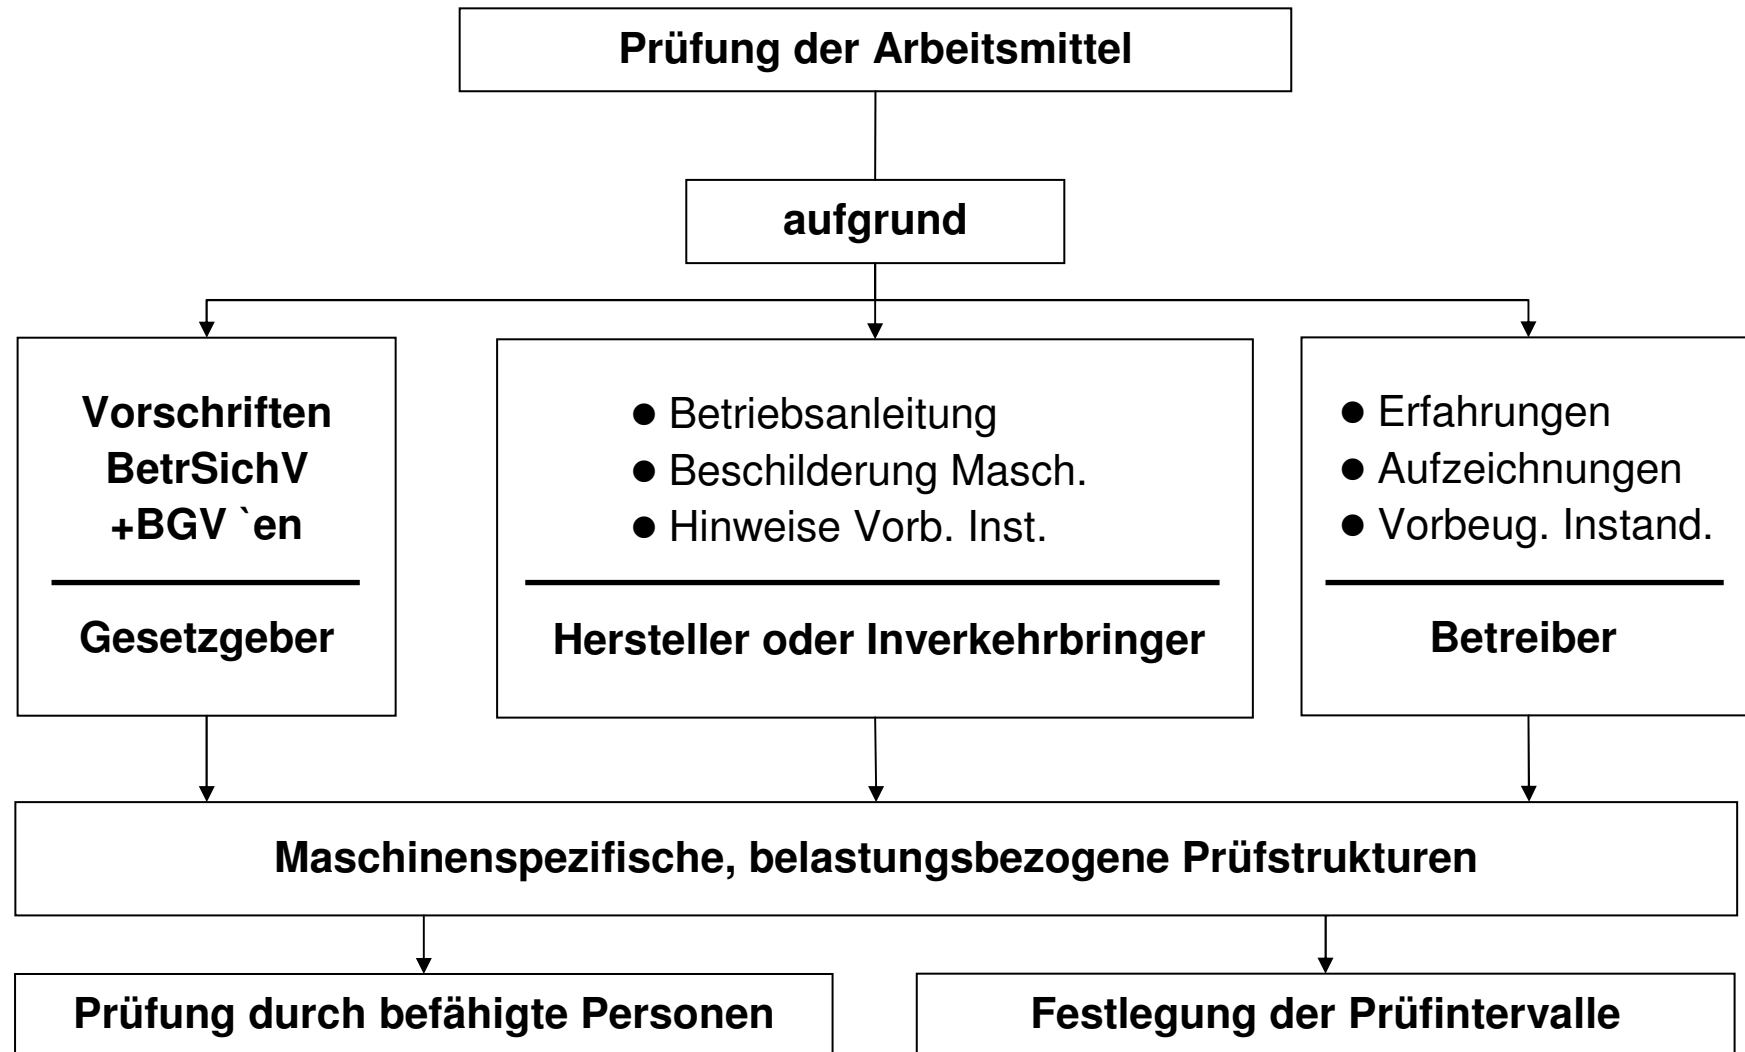 Prüfung der Arbeitsmittel
aufgrund
Vorschriften
BetrSichV
+BGV `en
Gesetzgeber
● Betriebsanleitung
● Beschilderung Masch.
● Hinweise Vorb. Inst.
Hersteller oder Inverkehrbringer
● Erfahrungen
● Aufzeichnungen
● Vorbeug. Instand.
Betreiber
Maschinenspezifische, belastungsbezogene Prüfstrukturen
Prüfung durch befähigte Personen
Festlegung der Prüfintervalle